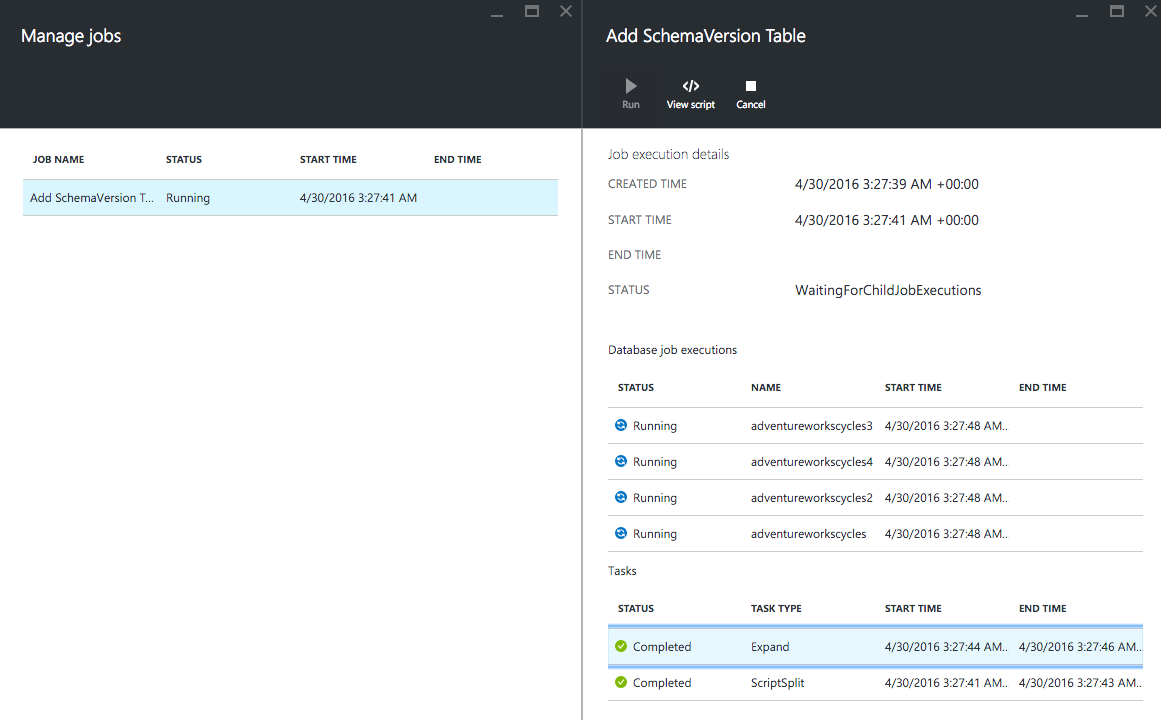 Manage jobs
JOB NAME STATUS START TIME END TIME
Add SchemaVersion T... Running 4/30/2016 3:27:41 AM
Add SchemaVersion Table
Run View script Cancel
Job execution details
CREATED TIME 4/30/2016 3:27:39 AM +00:00
START TIME 4/30/2016 3:27:41 AM +00:00
END TIME
STATUS WaitingForChildJobExecutions
Database job executions
STATUS NAME START TIME END TIME
Running adventureworkscycles3 4/30/2016 3:27:48 AM...
Running adventureworkscycles4 4/30/2016 3:27:48 AM...
Running adventureworkscycles2 4/30/2016 3:27:48 AM...
Running adventureworkscycles 4/30/2016 3:27:48 AM...
Tasks
STATUS TASK TYPE START TIME END TIME
Completed Expand 4/30/2016 3:27:44 AM... 4/30/2016 3:27:46 AM...
Completed ScriptSplit 4/30/2016 3:27:41 AM... 4/30/2016 3:27:43 AM...